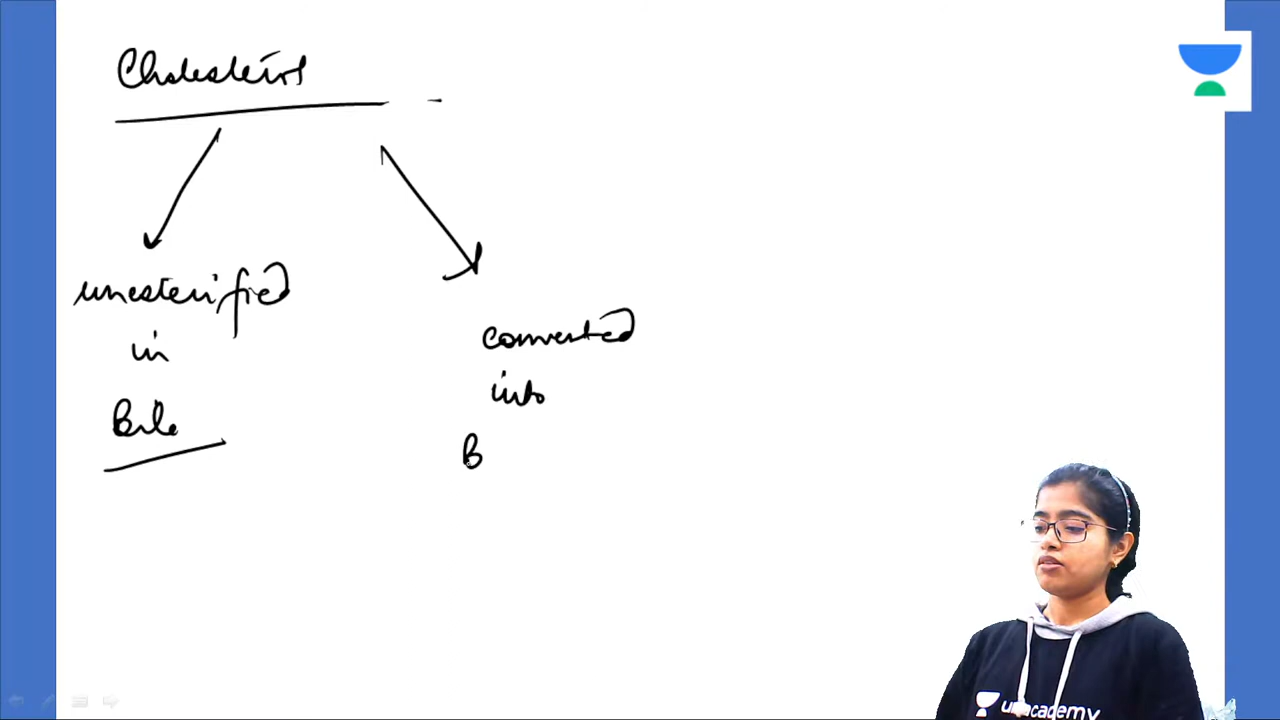 Cholesterol
unesterified
in
Bile
converted
into
B
unacademy